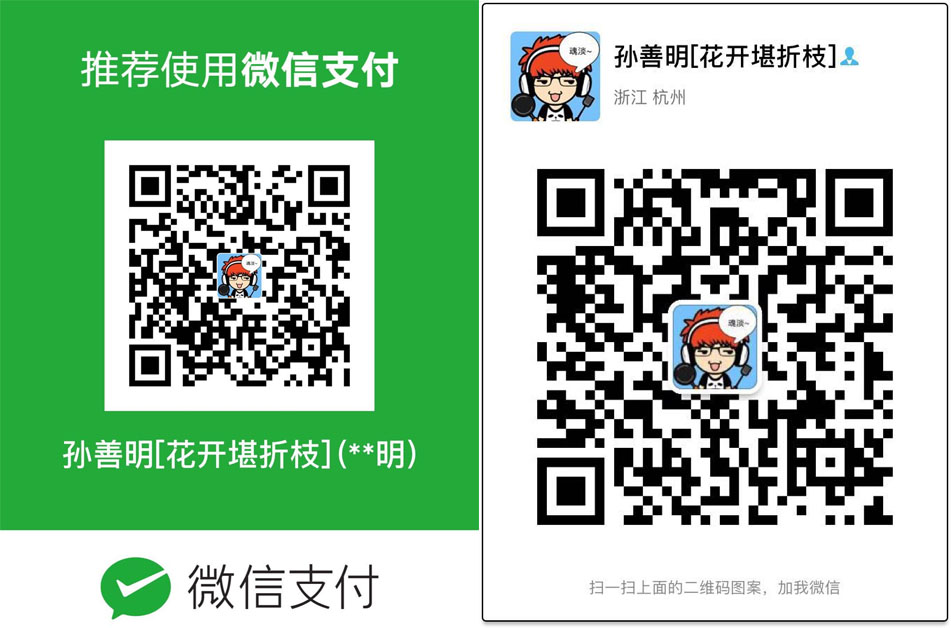 推荐使用微信支付
魂淡~
孙善明[花开堪折枝](**明)
微信支付
魂淡~
孙善明[花开堪折枝]
浙江 杭州
魂淡~
扫一扫上面的二维码图案，加我微信